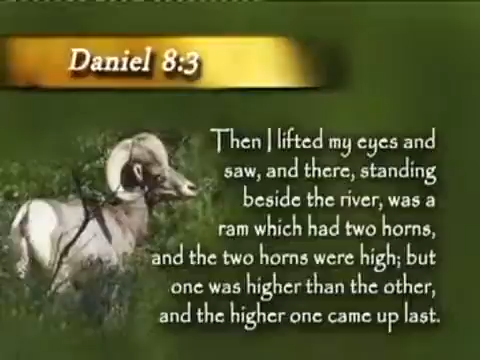 Daniel 8:3
Then I lifted my eyes and
saw, and there, standing
beside the river, was a
ram which had two horns,
and the two horns were high; but
one was higher than the other,
and the higher one came up last.